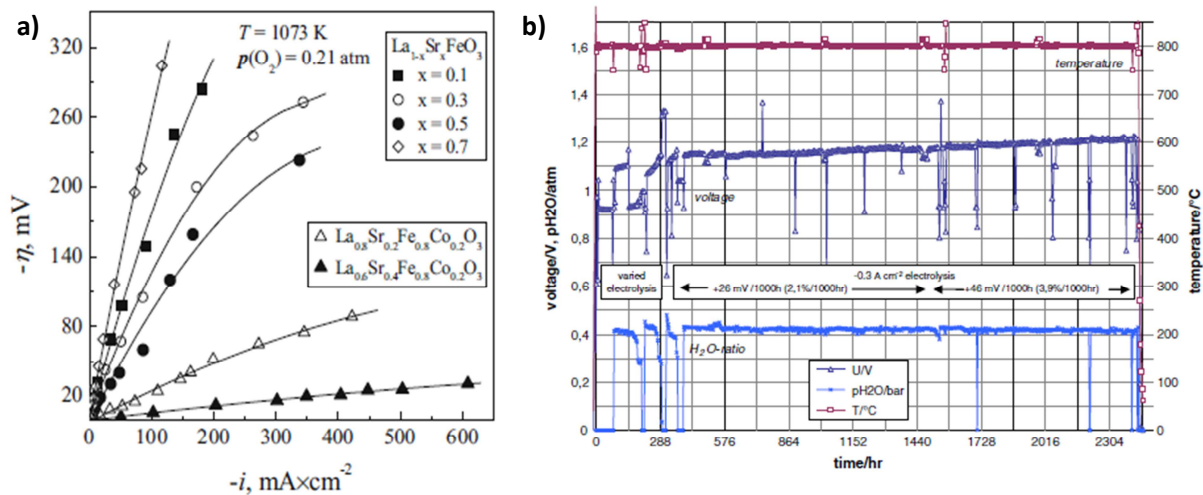 a)
-η, mV
320
260
200
140
80
20
T = 1073 K
p(O₂) = 0.21 atm
La₁₋ₓSrₓFeO₃
x = 0.1
x = 0.3
x = 0.5
x = 0.7
La₀.₈Sr₀.₂Fe₀.₈Co₀.₂O₃
La₀.₆Sr₀.₄Fe₀.₈Co₀.₂O₃
0 100 200 300 400 500 600
-i, mA×cm⁻²
b)
voltage/V, pH2O/atm
1,6
1,4
1,2
1
0,8
0,6
0,4
0,2
0
temperature
voltage
varied
electrolysis
-0.3 A cm⁻² electrolysis
+26 mV /1000h (2,1%/1000hr)
+46 mV /1000h (3,9%/1000hr)
H₂O-ratio
U/V
pH2O/bar
T/°C
0 288 576 864 1152 1440 1728 2016 2304
time/hr
800
700
600
500
400
300
200
100
0
temperature/°C